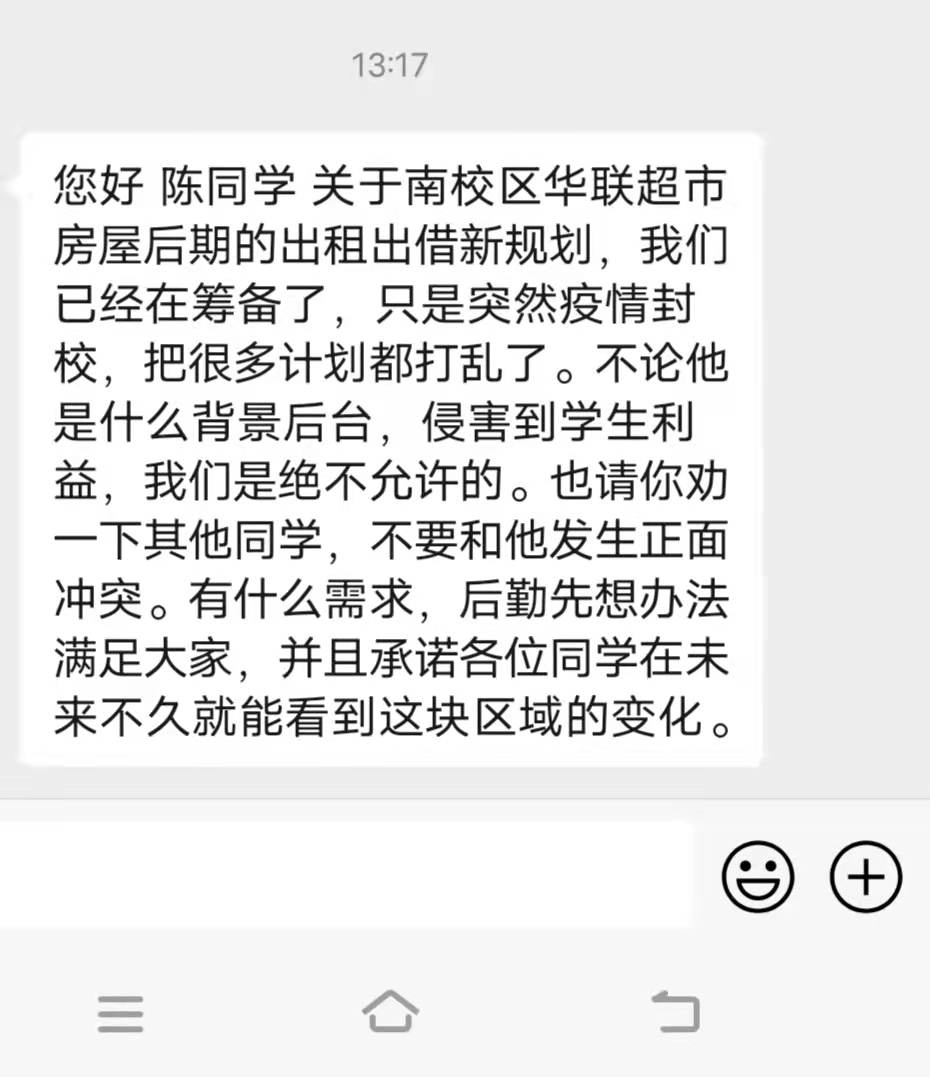 13:17
您好 陈同学 关于南校区华联超市
房屋后期的出租出借新规划，我们
已经在筹备了，只是突然疫情封
校，把很多计划都打乱了。不论他
是什么背景后台，侵害到学生利
益，我们是绝不允许的。也请你劝
一下其他同学，不要和他发生正面
冲突。有什么需求，后勤先想办法
满足大家，并且承诺各位同学在未
来不久就能看到这块区域的变化。